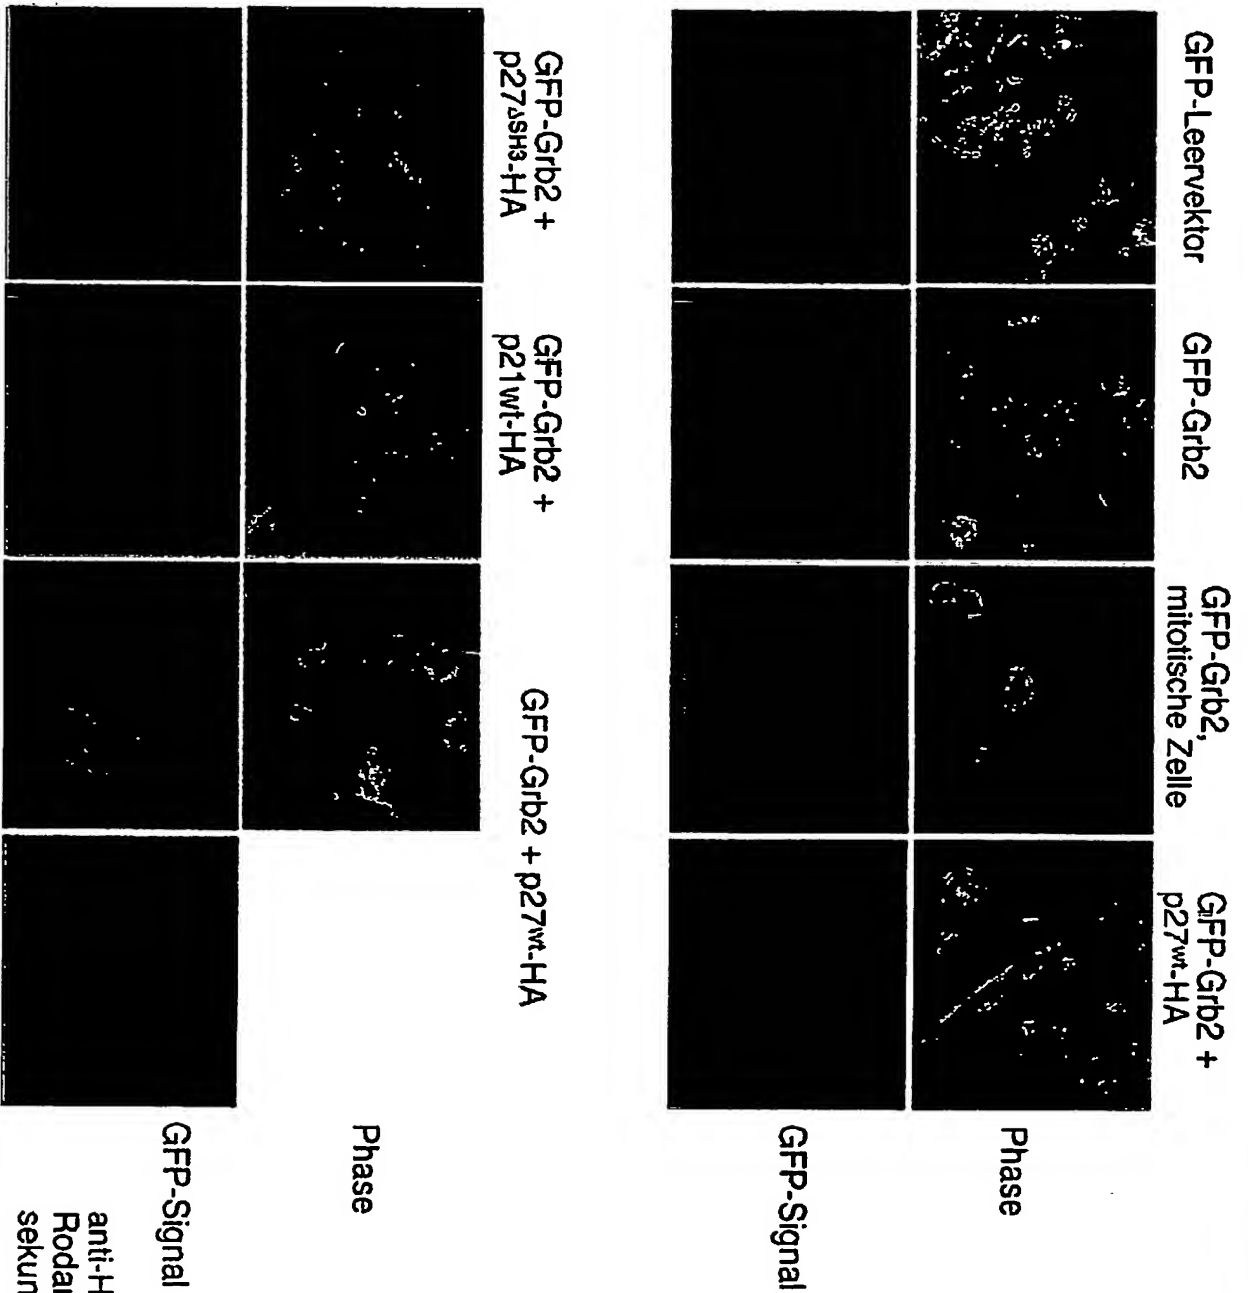 GFP-Leervektor
GFP-Grb2
GFP-Grb2,
mitotische Zelle
GFP-Grb2 +
p27wt-HA
Phase
GFP-Signal
GFP-Grb2 +
p27ΔSH3-HA
GFP-Grb2 +
p21wt-HA
GFP-Grb2 + p27wt-HA
Phase
GFP-Signal
anti-H
Rodar
sekun